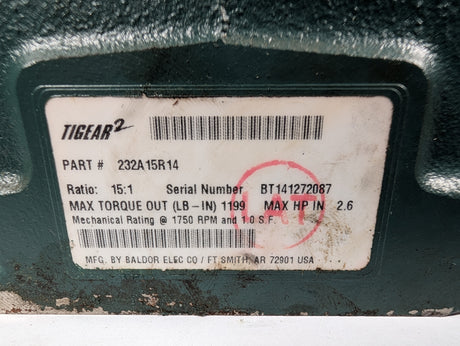 TIGEAR2
PART # 232A15R14
Ratio: 15:1 Serial Number BT141272087
MAX TORQUE OUT (LB-IN) 1199 MAX HP IN 2.6
Mechanical Rating @ 1750 RPM and 1.0 S.F.
LAT
MFG. BY BALDOR ELEC CO / FT SMITH, AR 72901 USA